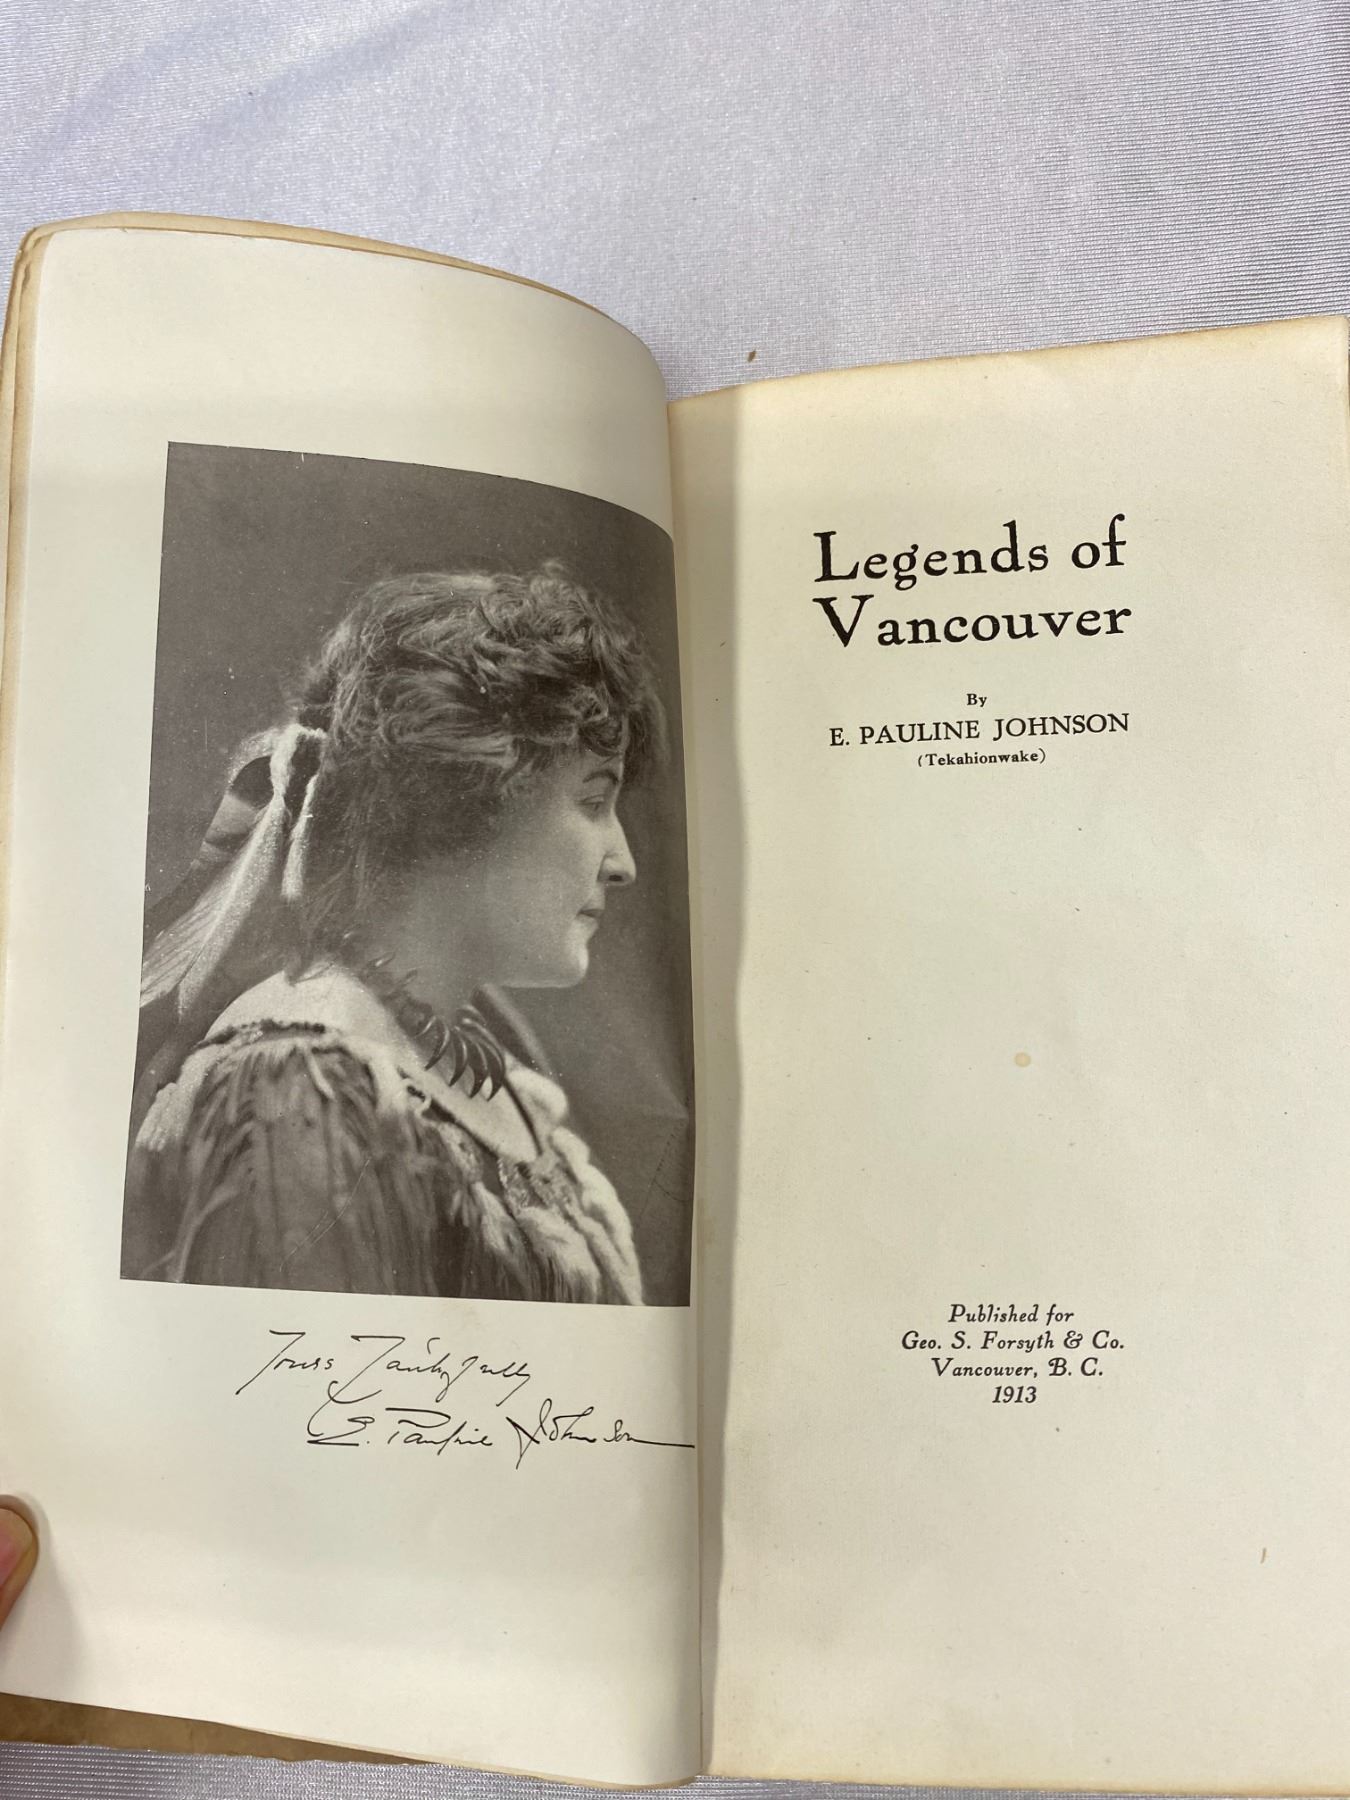 Yours Faithfully
E. Pauline Johnson
Legends of
Vancouver
By
E. PAULINE JOHNSON
(Tekahionwake)
Published for
Geo. S. Forsyth & Co.
Vancouver, B. C.
1913